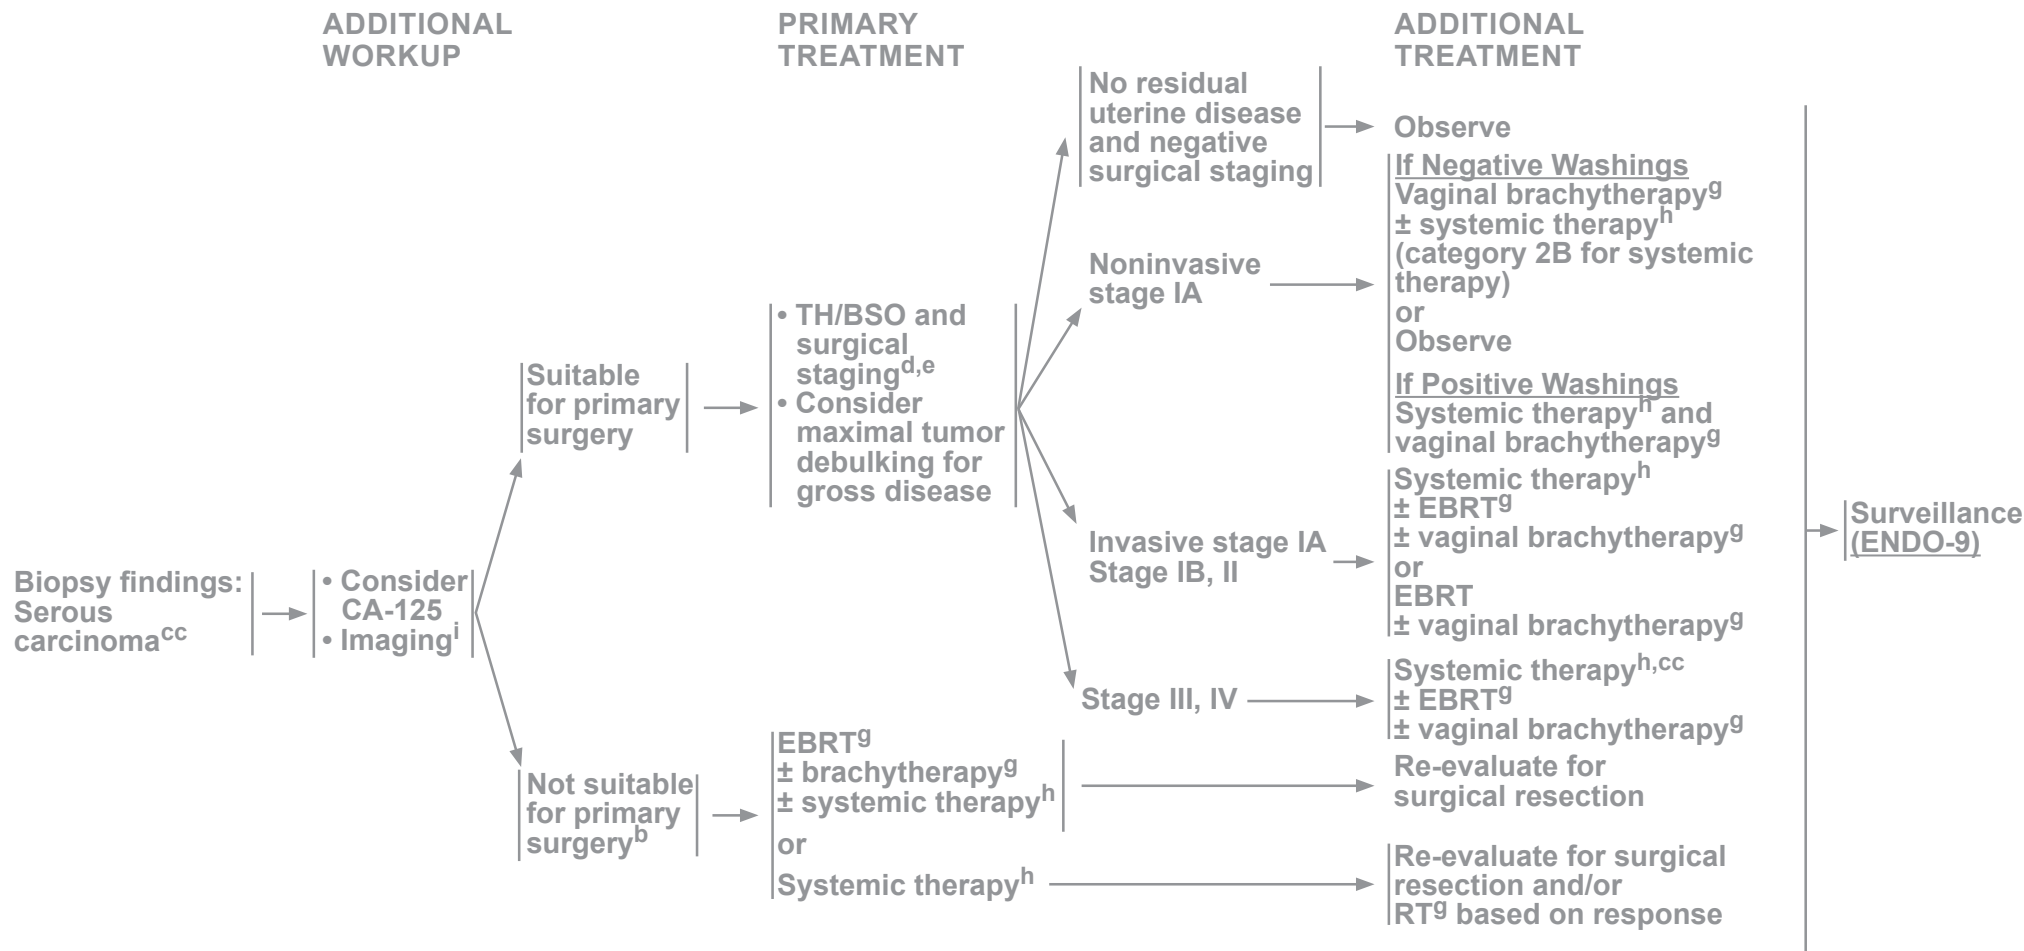 ADDITIONAL
WORKUP
PRIMARY
TREATMENT
ADDITIONAL
TREATMENT
Biopsy findings:
Serous
carcinomacc
• Consider
CA-125
• Imagingi
Suitable
for primary
surgery
• TH/BSO and
surgical
stagingd,e
• Consider
maximal tumor
debulking for
gross disease
No residual
uterine disease
and negative
surgical staging
Observe
Noninvasive
stage IA
If Negative Washings
Vaginal brachytherapyg
± systemic therapyh
(category 2B for systemic
therapy)
or
Observe
If Positive Washings
Systemic therapyh and
vaginal brachytherapyg
Invasive stage IA
Stage IB, II
Systemic therapyh
± EBRTg
± vaginal brachytherapyg
or
EBRT
± vaginal brachytherapyg
Stage III, IV
Systemic therapyh,cc
± EBRTg
± vaginal brachytherapyg
Not suitable
for primary
surgeryb
EBRTg
± brachytherapyg
± systemic therapyh
or
Systemic therapyh
Re-evaluate for
surgical resection
Re-evaluate for surgical
resection and/or
RTg based on response
Surveillance
(ENDO-9)